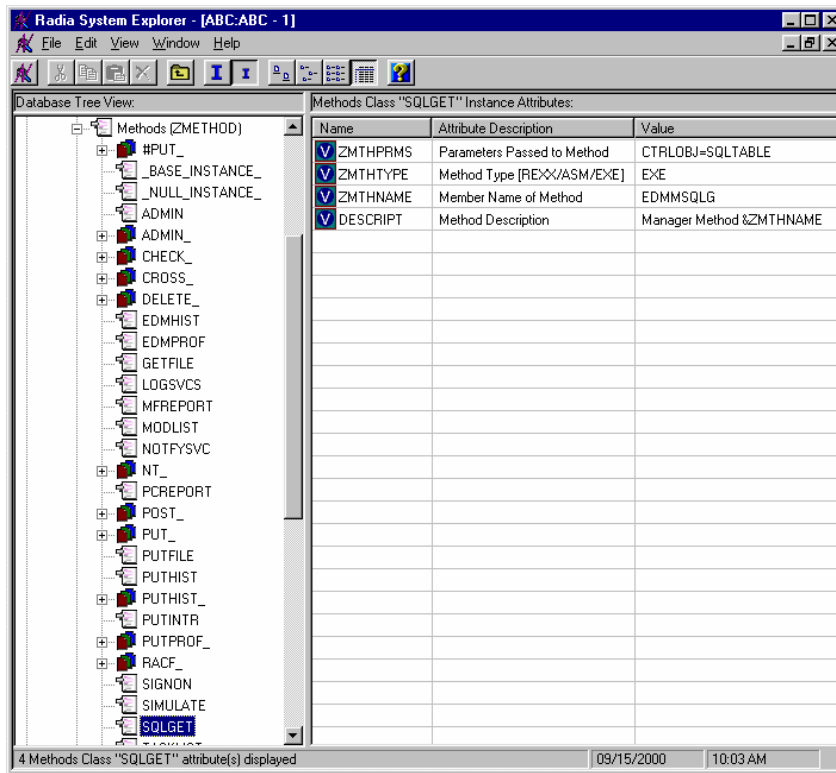 Radia System Explorer - [ABC:ABC - 1]
File Edit View Window Help
Database Tree View:
Methods Class "SQLGET" Instance Attributes:
Methods (ZMETHOD)
#PUT_
_BASE_INSTANCE_
_NULL_INSTANCE_
ADMIN
ADMIN_
CHECK_
CROSS_
DELETE_
EDMHIST
EDMPROF
GETFILE
LOGSVCS
MFREPORT
MODLIST
NOTFYSVC
NT_
PCREPORT
POST_
PUT_
PUTFILE
PUTHIST
PUTHIST_
PUTINTR
PUTPROF_
RACF_
SIGNON
SIMULATE
SQLGET
Name Attribute Description Value
V ZMTHPRMS Parameters Passed to Method CTRLOBJ=SQLTABLE
V ZMTHTYPE Method Type [REXX/ASM/EXE] EXE
V ZMTHNAME Member Name of Method EDMMSQLG
V DESCRIPT Method Description Manager Method &ZMTHNAME
4 Methods Class "SQLGET" attribute(s) displayed 09/15/2000 10:03 AM